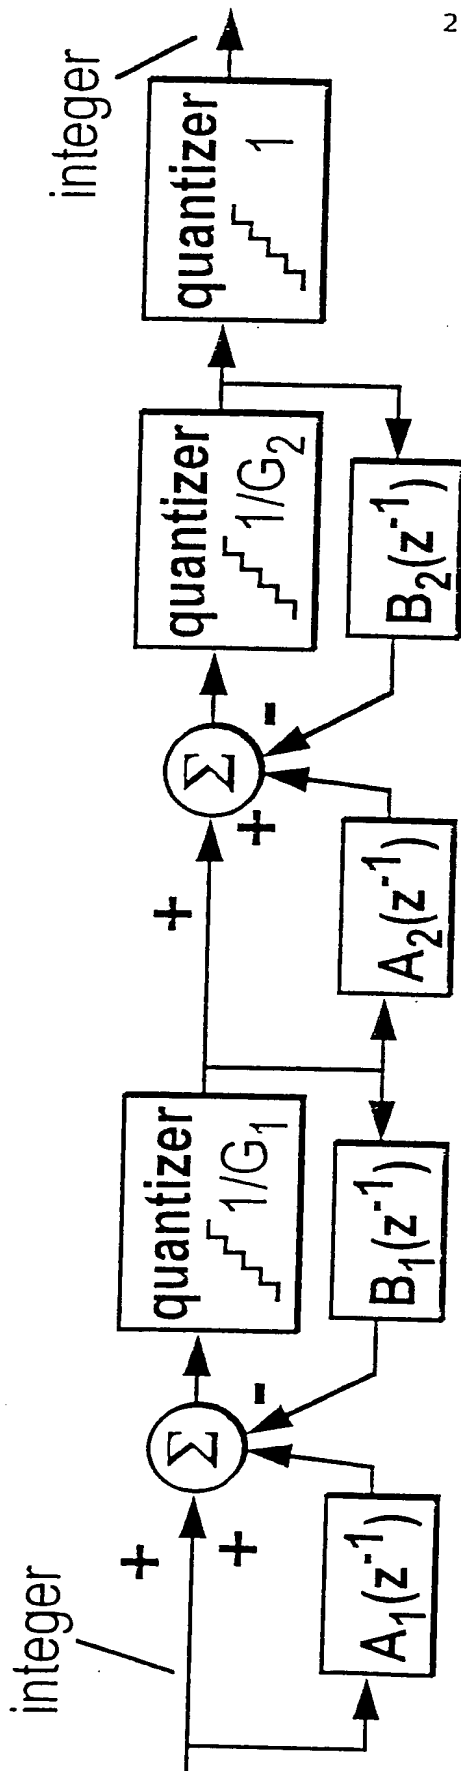 integer
+
+
A₁(z⁻¹)
Σ
-
quantizer
1/G₁
B₁(z⁻¹)
+
+
A₂(z⁻¹)
Σ
-
quantizer
1/G₂
B₂(z⁻¹)
quantizer
1
integer
2